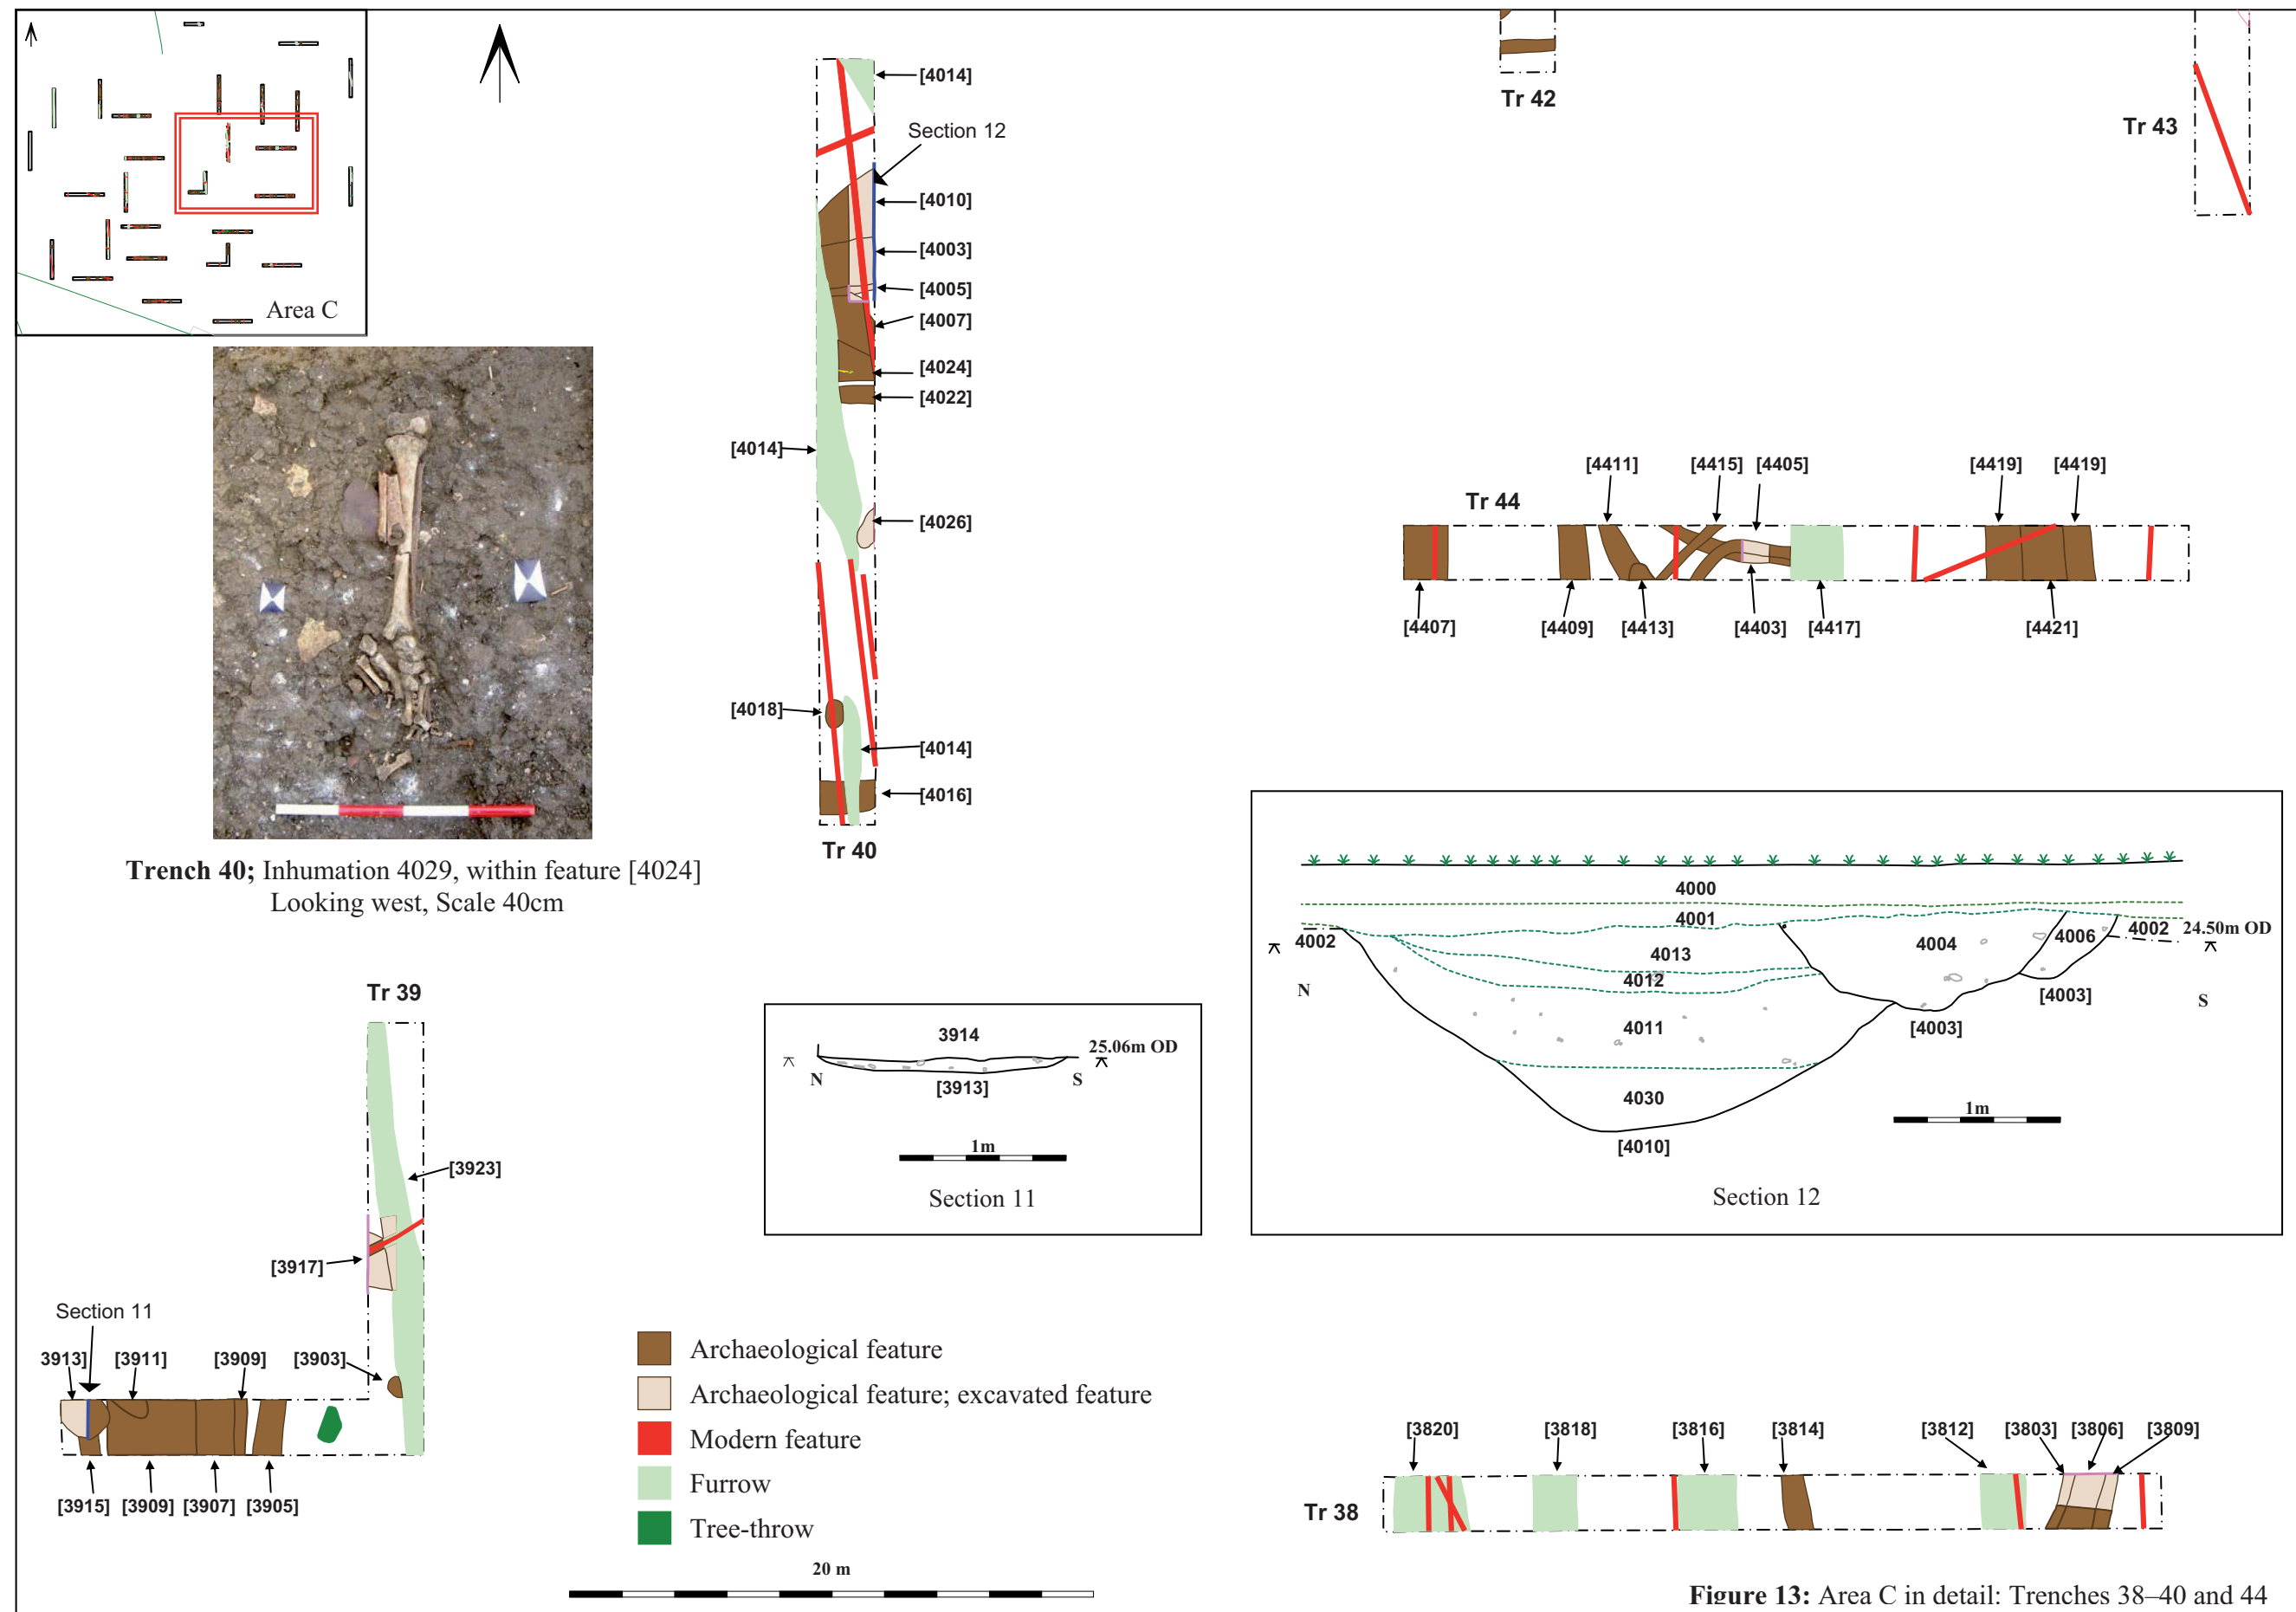 Area C
[4014]
Section 12
[4010]
[4003]
[4005]
[4007]
[4024]
[4022]
[4014]
[4026]
[4018]
[4014]
[4016]
Tr 40
Tr 42
Tr 43
[4411]
[4415]
[4405]
[4419]
[4419]
Tr 44
[4407]
[4409]
[4413]
[4403]
[4417]
[4421]
Trench 40; Inhumation 4029, within feature [4024]
Looking west, Scale 40cm
4000
4001
4002
4013
4012
4004
4006
4002
24.50m OD
N
4011
[4003]
[4003]
S
4030
[4010]
1m
Section 12
3914
25.06m OD
N
S
[3913]
1m
Section 11
Tr 39
[3923]
[3917]
Section 11
3913]
[3911]
[3909]
[3903]
[3915]
[3909]
[3907]
[3905]
Archaeological feature
Archaeological feature; excavated feature
Modern feature
Furrow
Tree-throw
20 m
[3820]
[3818]
[3816]
[3814]
[3812]
[3803]
[3806]
[3809]
Tr 38
Figure 13: Area C in detail: Trenches 38–40 and 44